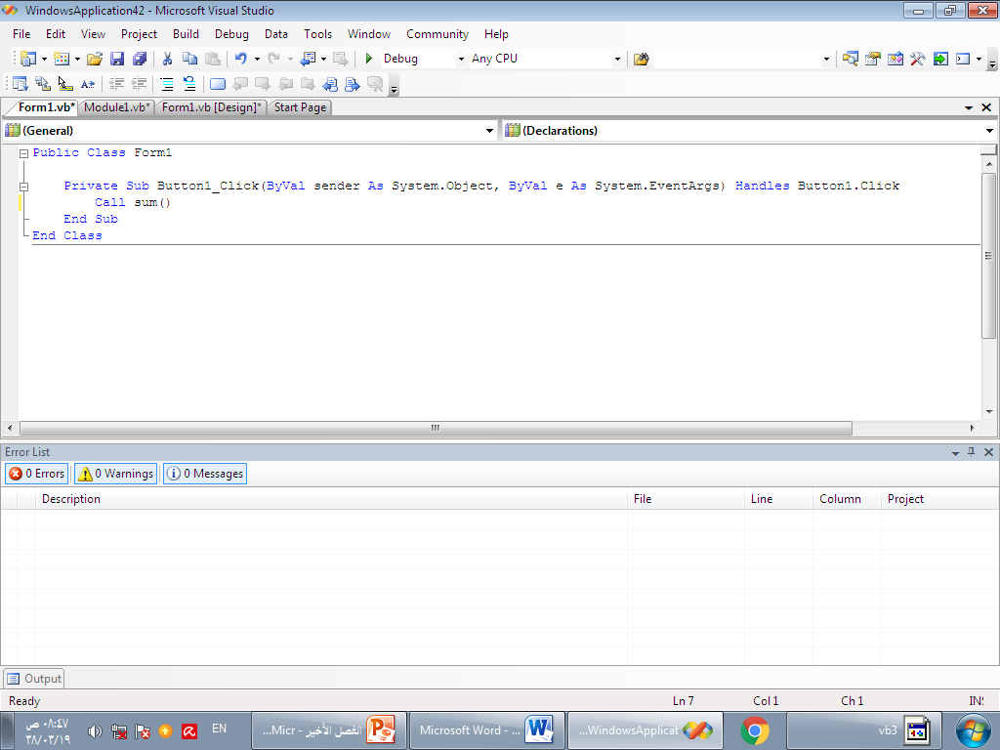 WindowsApplication42 - Microsoft Visual Studio
File Edit View Project Build Debug Data Tools Window Community Help
Debug Any CPU
Form1.vb* Module1.vb* Form1.vb [Design]* Start Page
(General) (Declarations)
Public Class Form1
Private Sub Button1_Click(ByVal sender As System.Object, ByVal e As System.EventArgs) Handles Button1.Click
Call sum()
End Sub
End Class
Error List
0 Errors 0 Warnings 0 Messages
Description File Line Column Project
Output
Ready Ln 7 Col 1 Ch 1 INS
٠٨:٤٧ ص
٣٨/٠٣/١٩
EN
...الفصل الأخير - Micr
Microsoft Word - ...
...WindowsApplicat
vb3